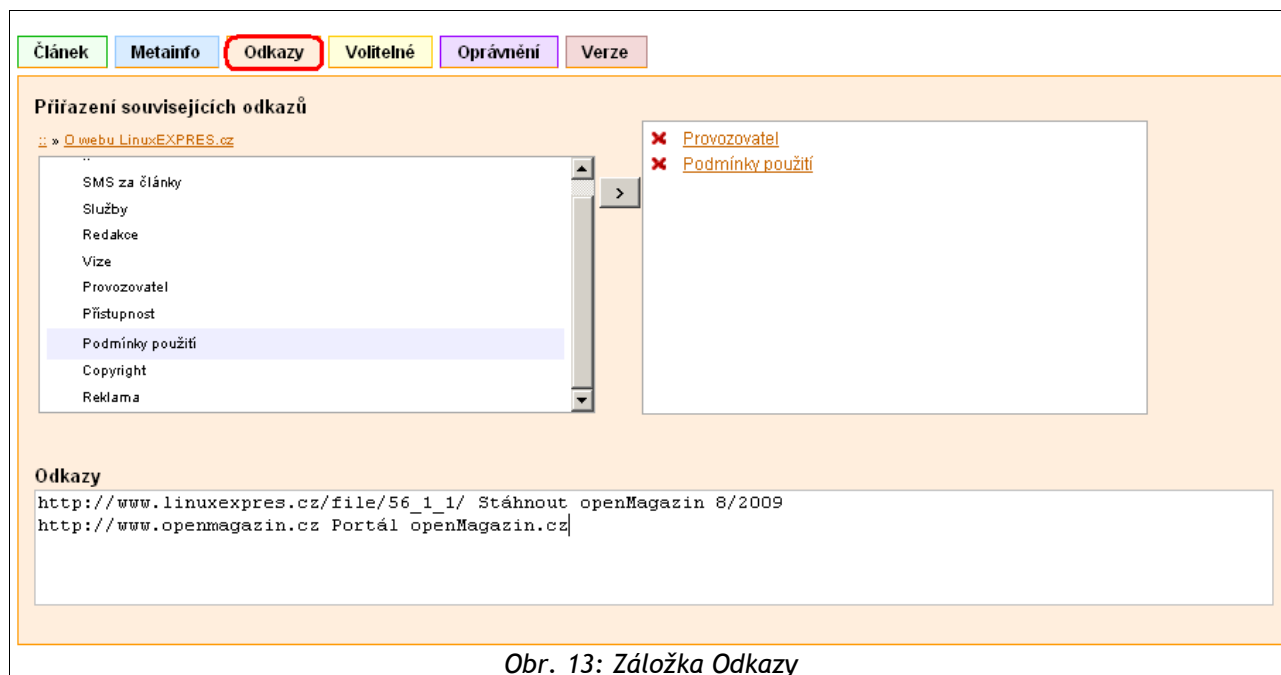 Článek Metainfo Odkazy Volitelné Oprávnění Verze
Přiřazení souvisejících odkazů
:: » O webu LinuxEXPRES.cz
..
SMS za články
Služby
Redakce
Vize
Provozovatel
Přístupnost
Podmínky použití
Copyright
Reklama
>
Provozovatel
Podmínky použití
Odkazy
http://www.linuxexpres.cz/file/56_1_1/ Stáhnout openMagazin 8/2009
http://www.openmagazin.cz Portál openMagazin.cz
Obr. 13: Záložka Odkazy